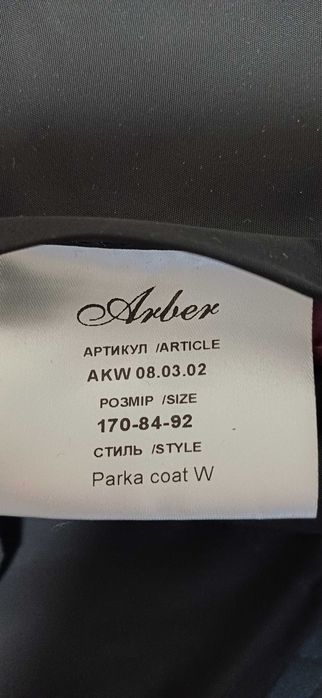 Arber
АРТИКУЛ /ARTICLE
AKW 08.03.02
РОЗМІР /SIZE
170-84-92
СТИЛЬ /STYLE
Parka coat W